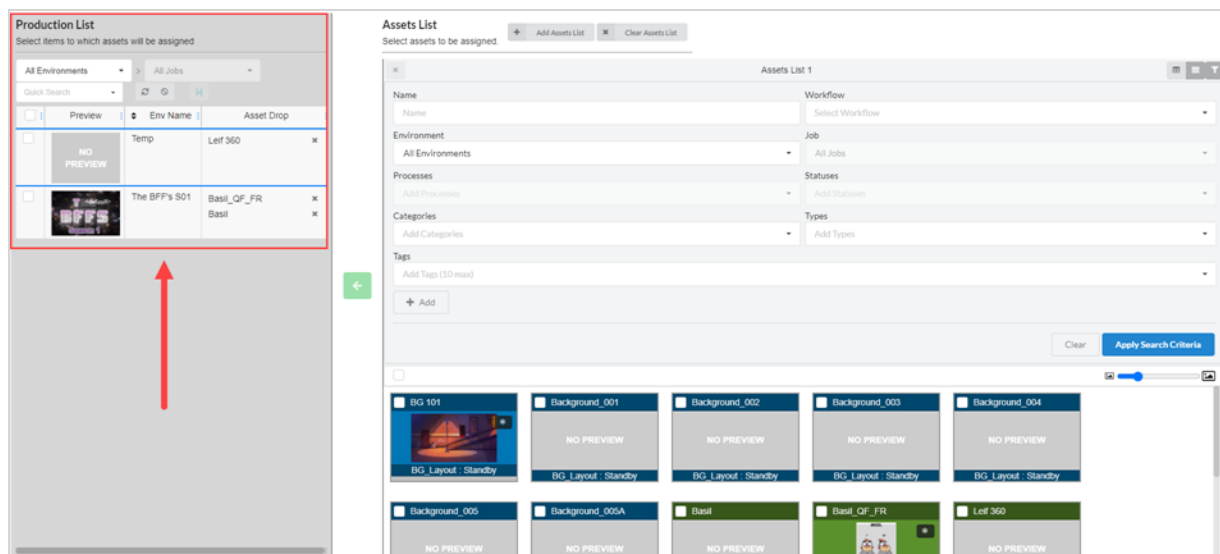 Production List
Select items to which assets will be assigned
All Environments
All Jobs
Quick Search
Preview Env Name Asset Drop
NO PREVIEW
Temp
Leif 360
BFFS
The BFF's S01
Basil_QF_FR
Basil
Assets List
Select assets to be assigned.
Add Assets List
Clear Assets List
Assets List 1
Name
Name
Workflow
Select Workflow
Environment
All Environments
Job
All Jobs
Processes
Add Processes
Statuses
Add Statuses
Categories
Add Categories
Types
Add Types
Tags
Add Tags (10 max)
+ Add
Clear
Apply Search Criteria
BG 101
BG_Layout : Standby
Background_001
NO PREVIEW
BG_Layout : Standby
Background_002
NO PREVIEW
BG_Layout : Standby
Background_003
NO PREVIEW
BG_Layout : Standby
Background_004
NO PREVIEW
BG_Layout : Standby
Background_005
NO PREVIEW
Background_005A
NO PREVIEW
Basil
NO PREVIEW
Basil_QF_FR
Leif 360
NO PREVIEW